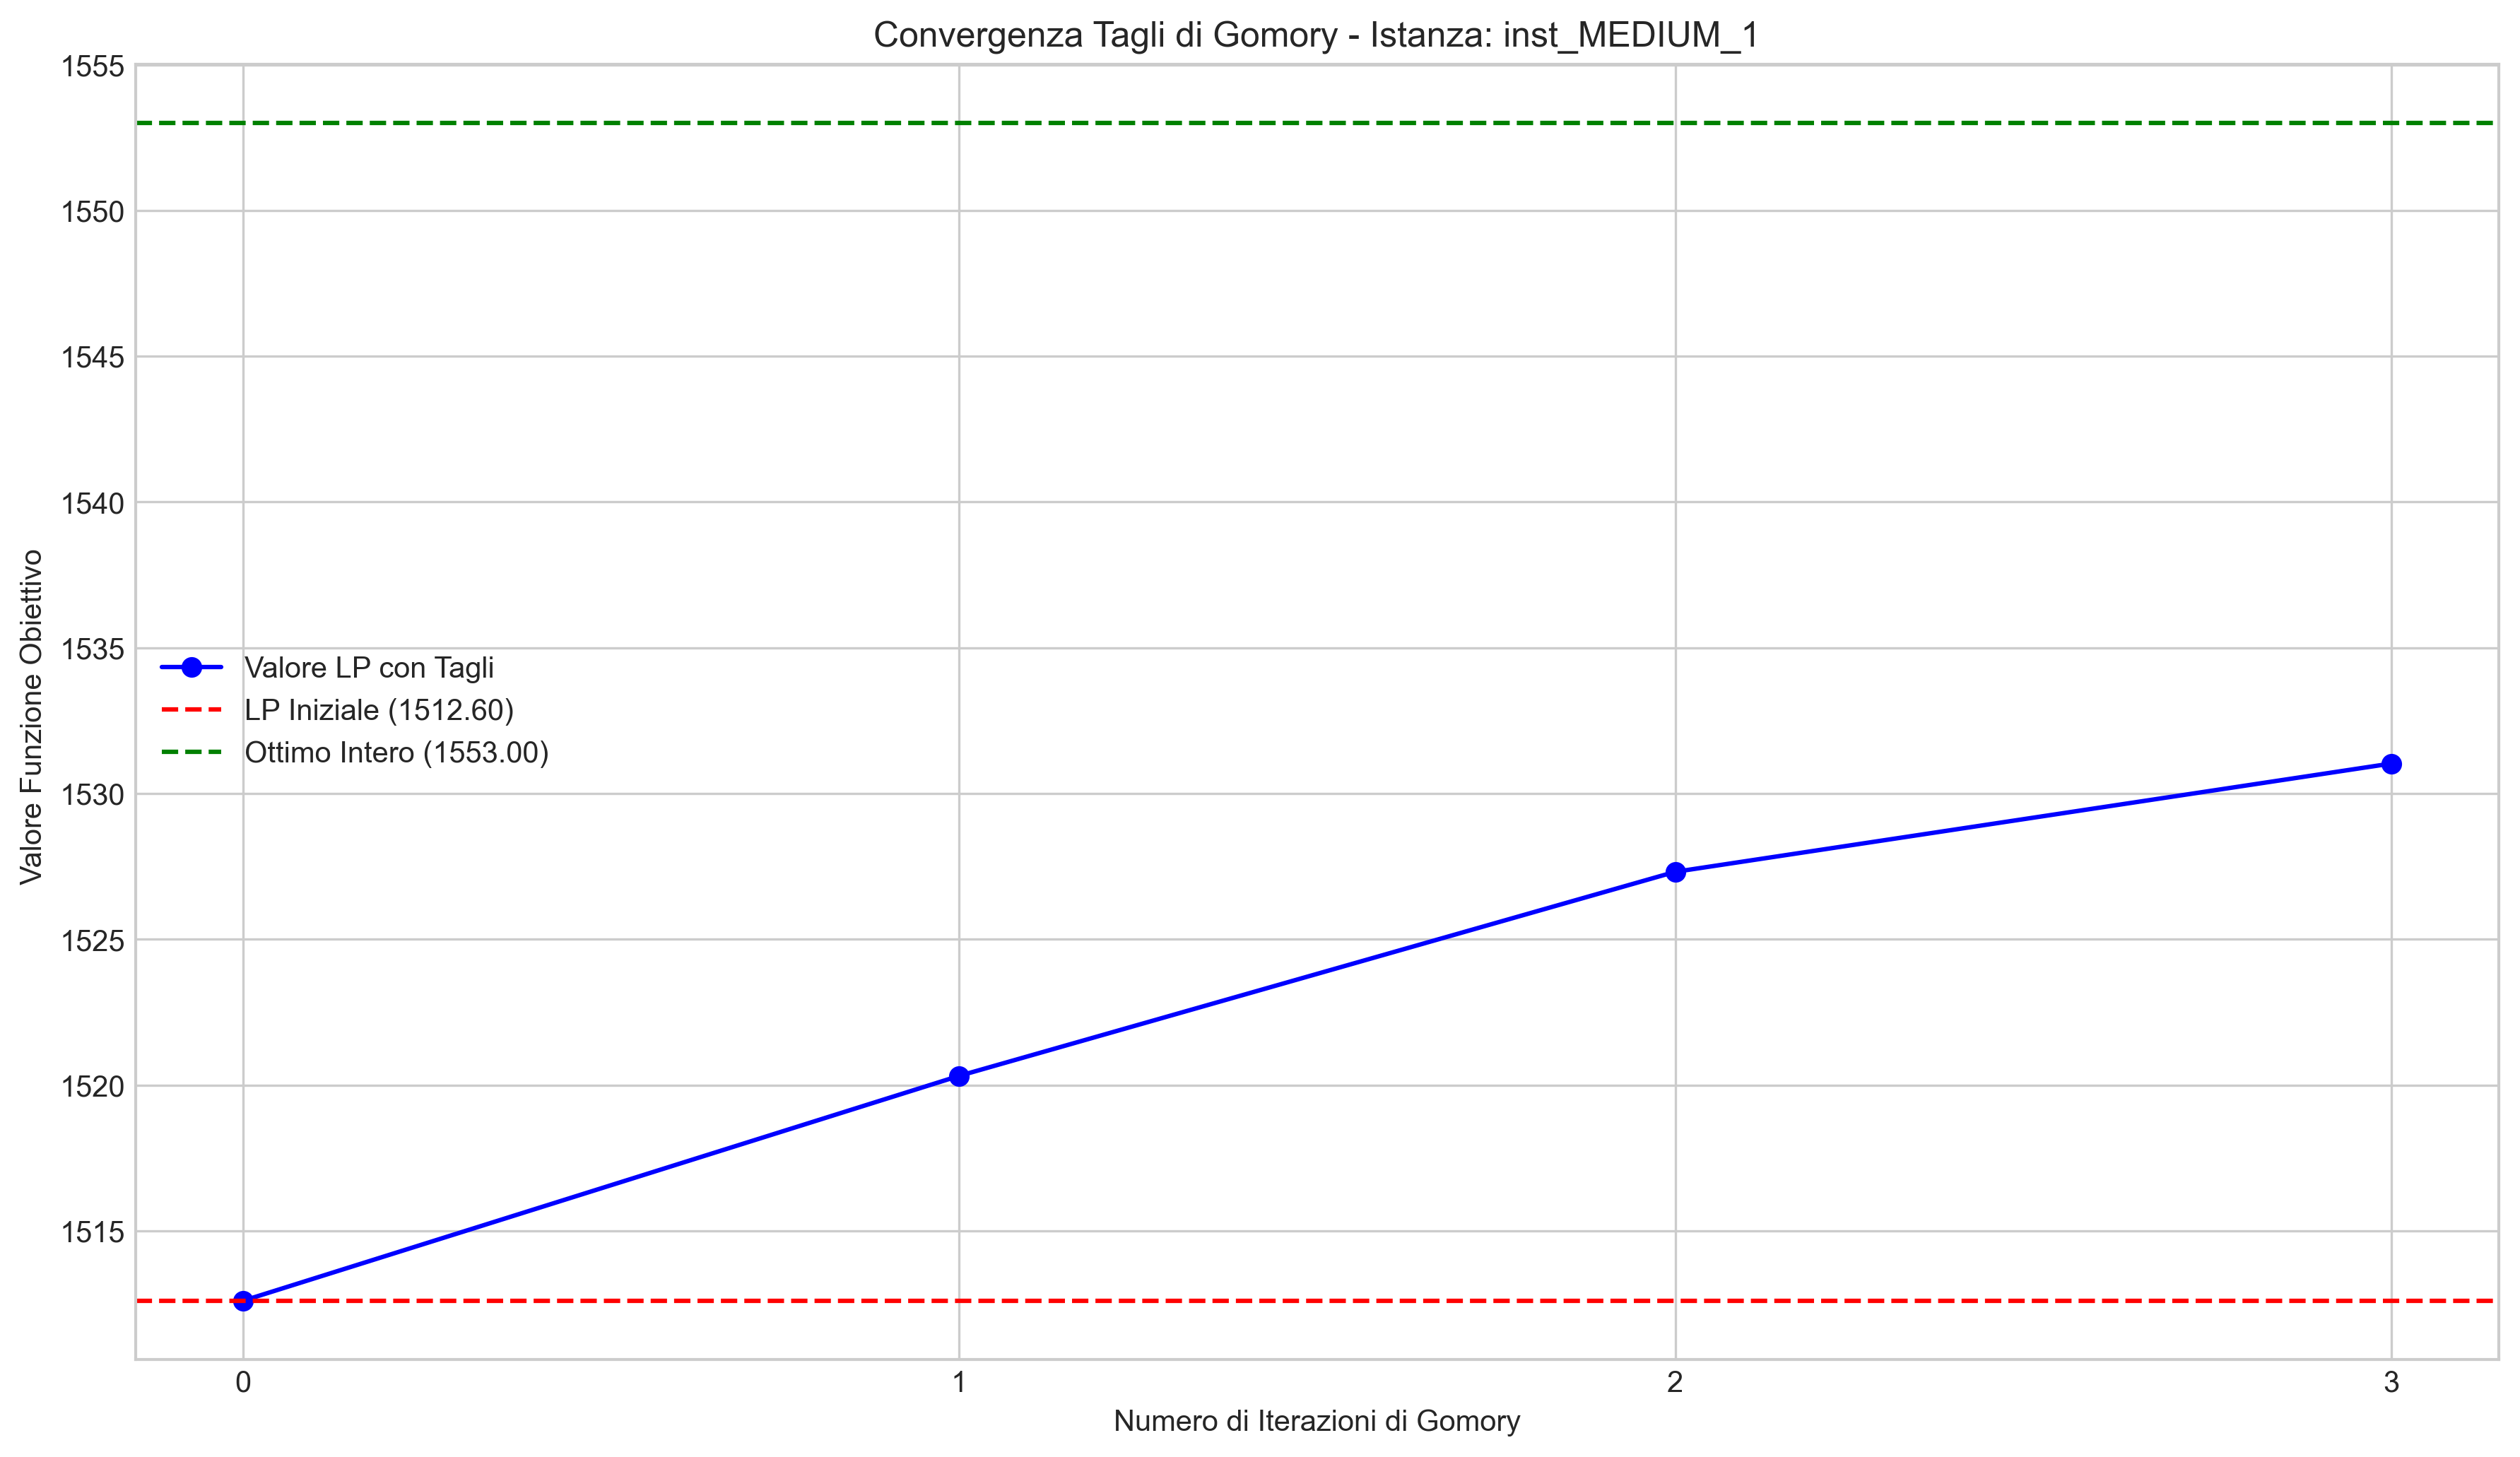 Convergenza Tagli di Gomory - Istanza: inst_MEDIUM_1
1555
1550
1545
1540
1535
1530
1525
1520
1515
Valore Funzione Obiettivo
Valore LP con Tagli
LP Iniziale (1512.60)
Ottimo Intero (1553.00)
0
1
2
3
Numero di Iterazioni di Gomory